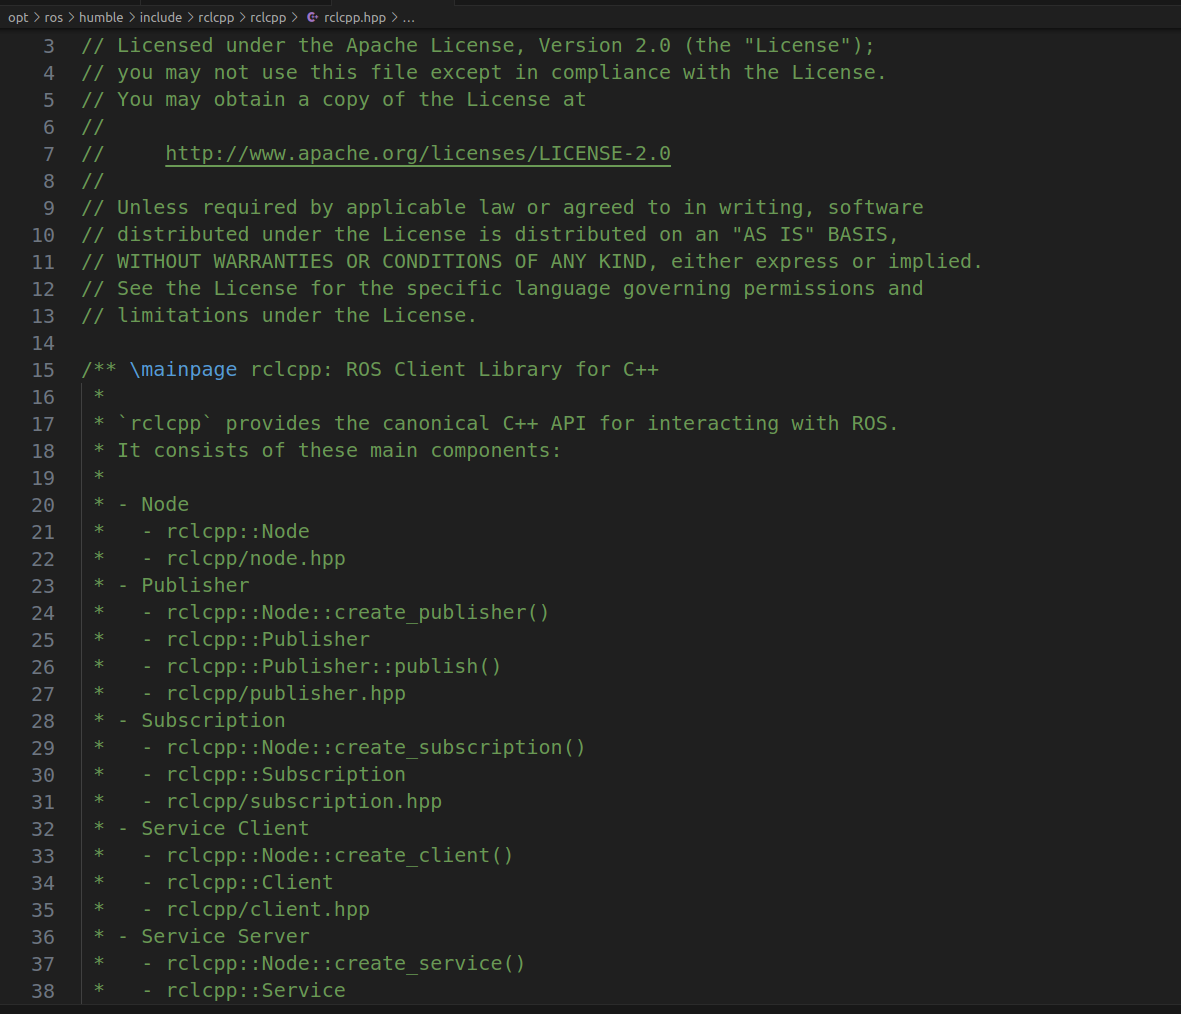 opt > ros > humble > include > rclcpp > rclcpp > rclcpp.hpp > ...
3 // Licensed under the Apache License, Version 2.0 (the "License");
4 // you may not use this file except in compliance with the License.
5 // You may obtain a copy of the License at
6 //
7 //     http://www.apache.org/licenses/LICENSE-2.0
8 //
9 // Unless required by applicable law or agreed to in writing, software
10 // distributed under the License is distributed on an "AS IS" BASIS,
11 // WITHOUT WARRANTIES OR CONDITIONS OF ANY KIND, either express or implied.
12 // See the License for the specific language governing permissions and
13 // limitations under the License.
14
15 /** \mainpage rclcpp: ROS Client Library for C++
16  *
17  * `rclcpp` provides the canonical C++ API for interacting with ROS.
18  * It consists of these main components:
19  *
20  * - Node
21  *   - rclcpp::Node
22  *   - rclcpp/node.hpp
23  * - Publisher
24  *   - rclcpp::Node::create_publisher()
25  *   - rclcpp::Publisher
26  *   - rclcpp::Publisher::publish()
27  *   - rclcpp/publisher.hpp
28  * - Subscription
29  *   - rclcpp::Node::create_subscription()
30  *   - rclcpp::Subscription
31  *   - rclcpp/subscription.hpp
32  * - Service Client
33  *   - rclcpp::Node::create_client()
34  *   - rclcpp::Client
35  *   - rclcpp/client.hpp
36  * - Service Server
37  *   - rclcpp::Node::create_service()
38  *   - rclcpp::Service